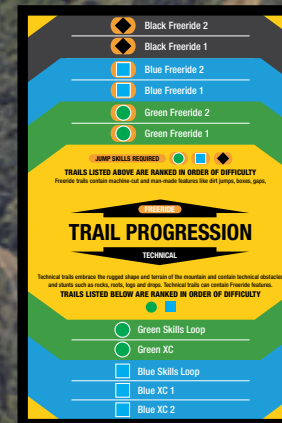 Black Freeride 2
Black Freeride 1
Blue Freeride 2
Blue Freeride 1
Green Freeride 2
Green Freeride 1
JUMP SKILLS REQUIRED
TRAILS LISTED ABOVE ARE RANKED IN ORDER OF DIFFICULTY
Freeride trails contain machine-cut and man-made features like dirt jumps, boxes, gaps,
FREERIDE
TRAIL PROGRESSION
TECHNICAL
Technical trails embrace the rugged shape and terrain of the mountain and contain technical obstacles
and stunts such as rocks, roots, logs and drops. Technical trails can contain Freeride features.
TRAILS LISTED BELOW ARE RANKED IN ORDER OF DIFFICULTY
Green Skills Loop
Green XC
Blue Skills Loop
Blue XC 1
Blue XC 2